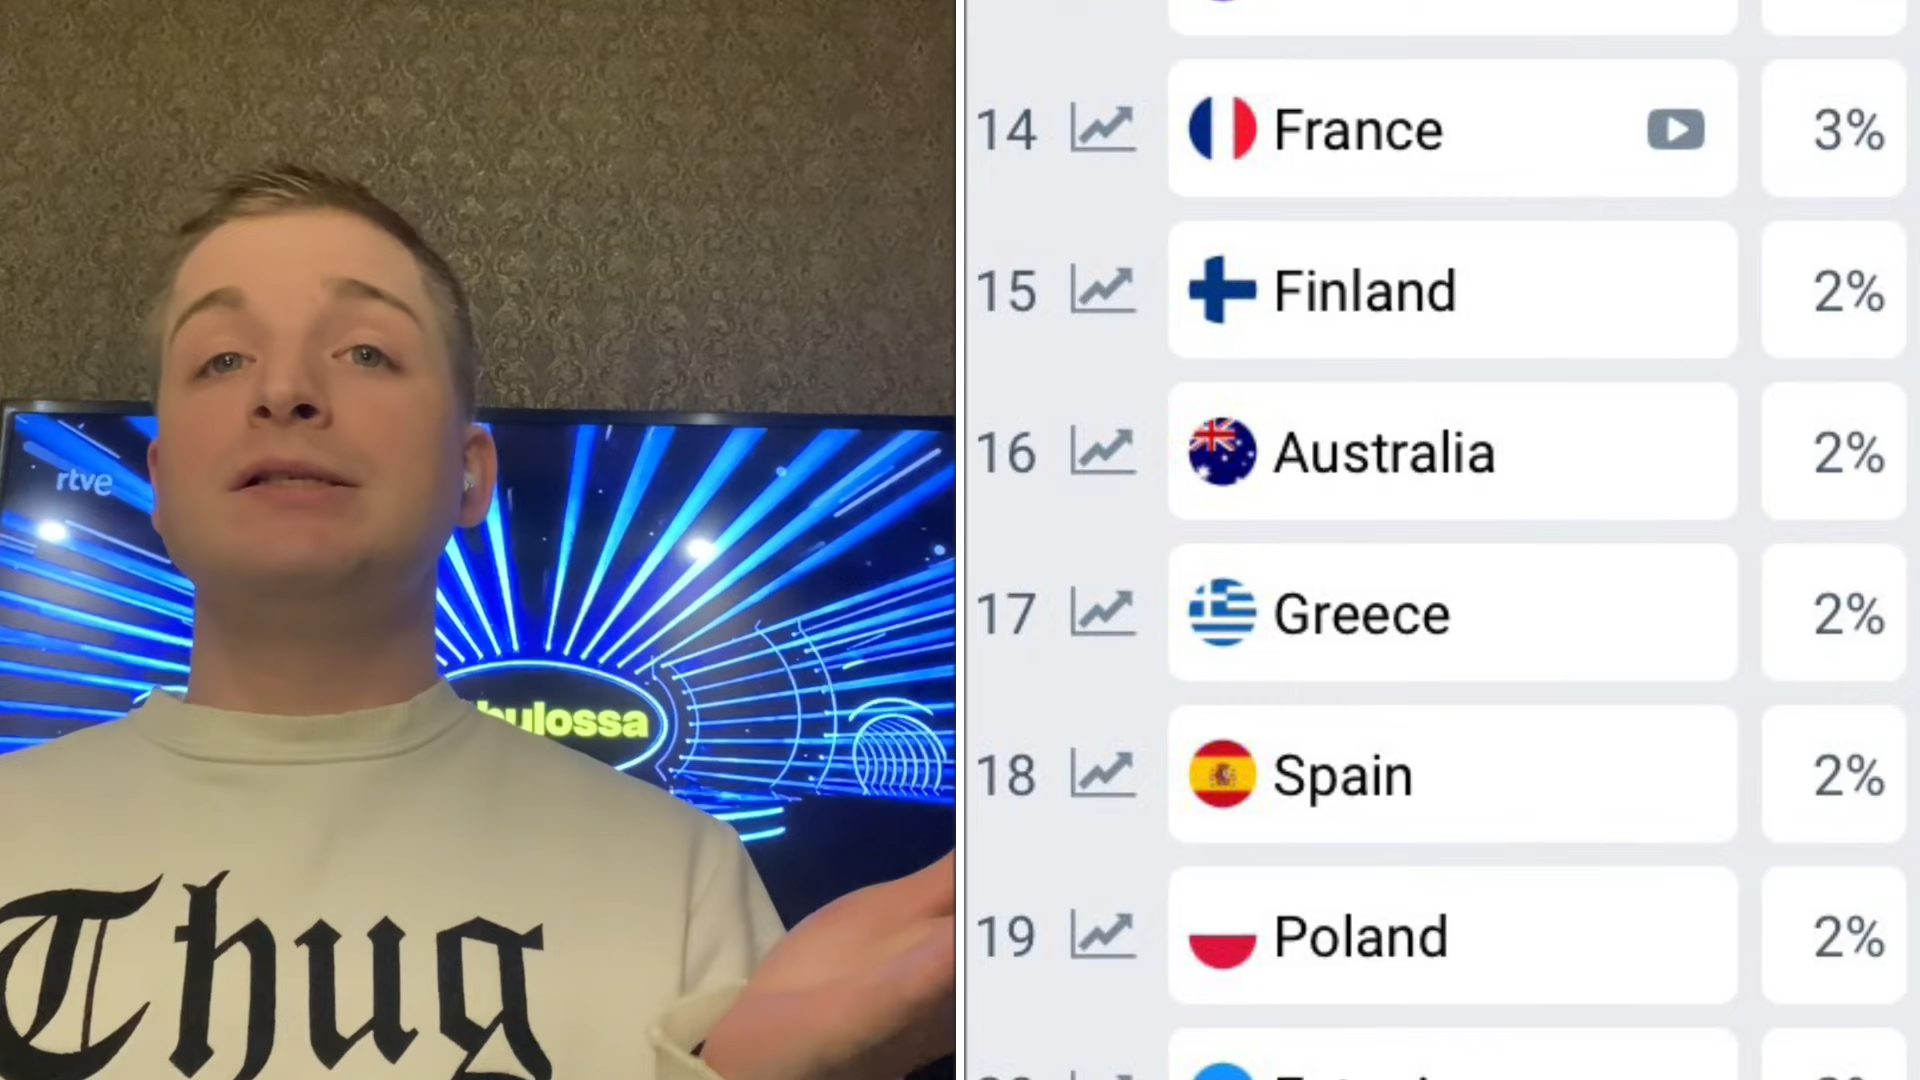 rtve
ulossa
Thug
14 France 3%
15 Finland 2%
16 Australia 2%
17 Greece 2%
18 Spain 2%
19 Poland 2%